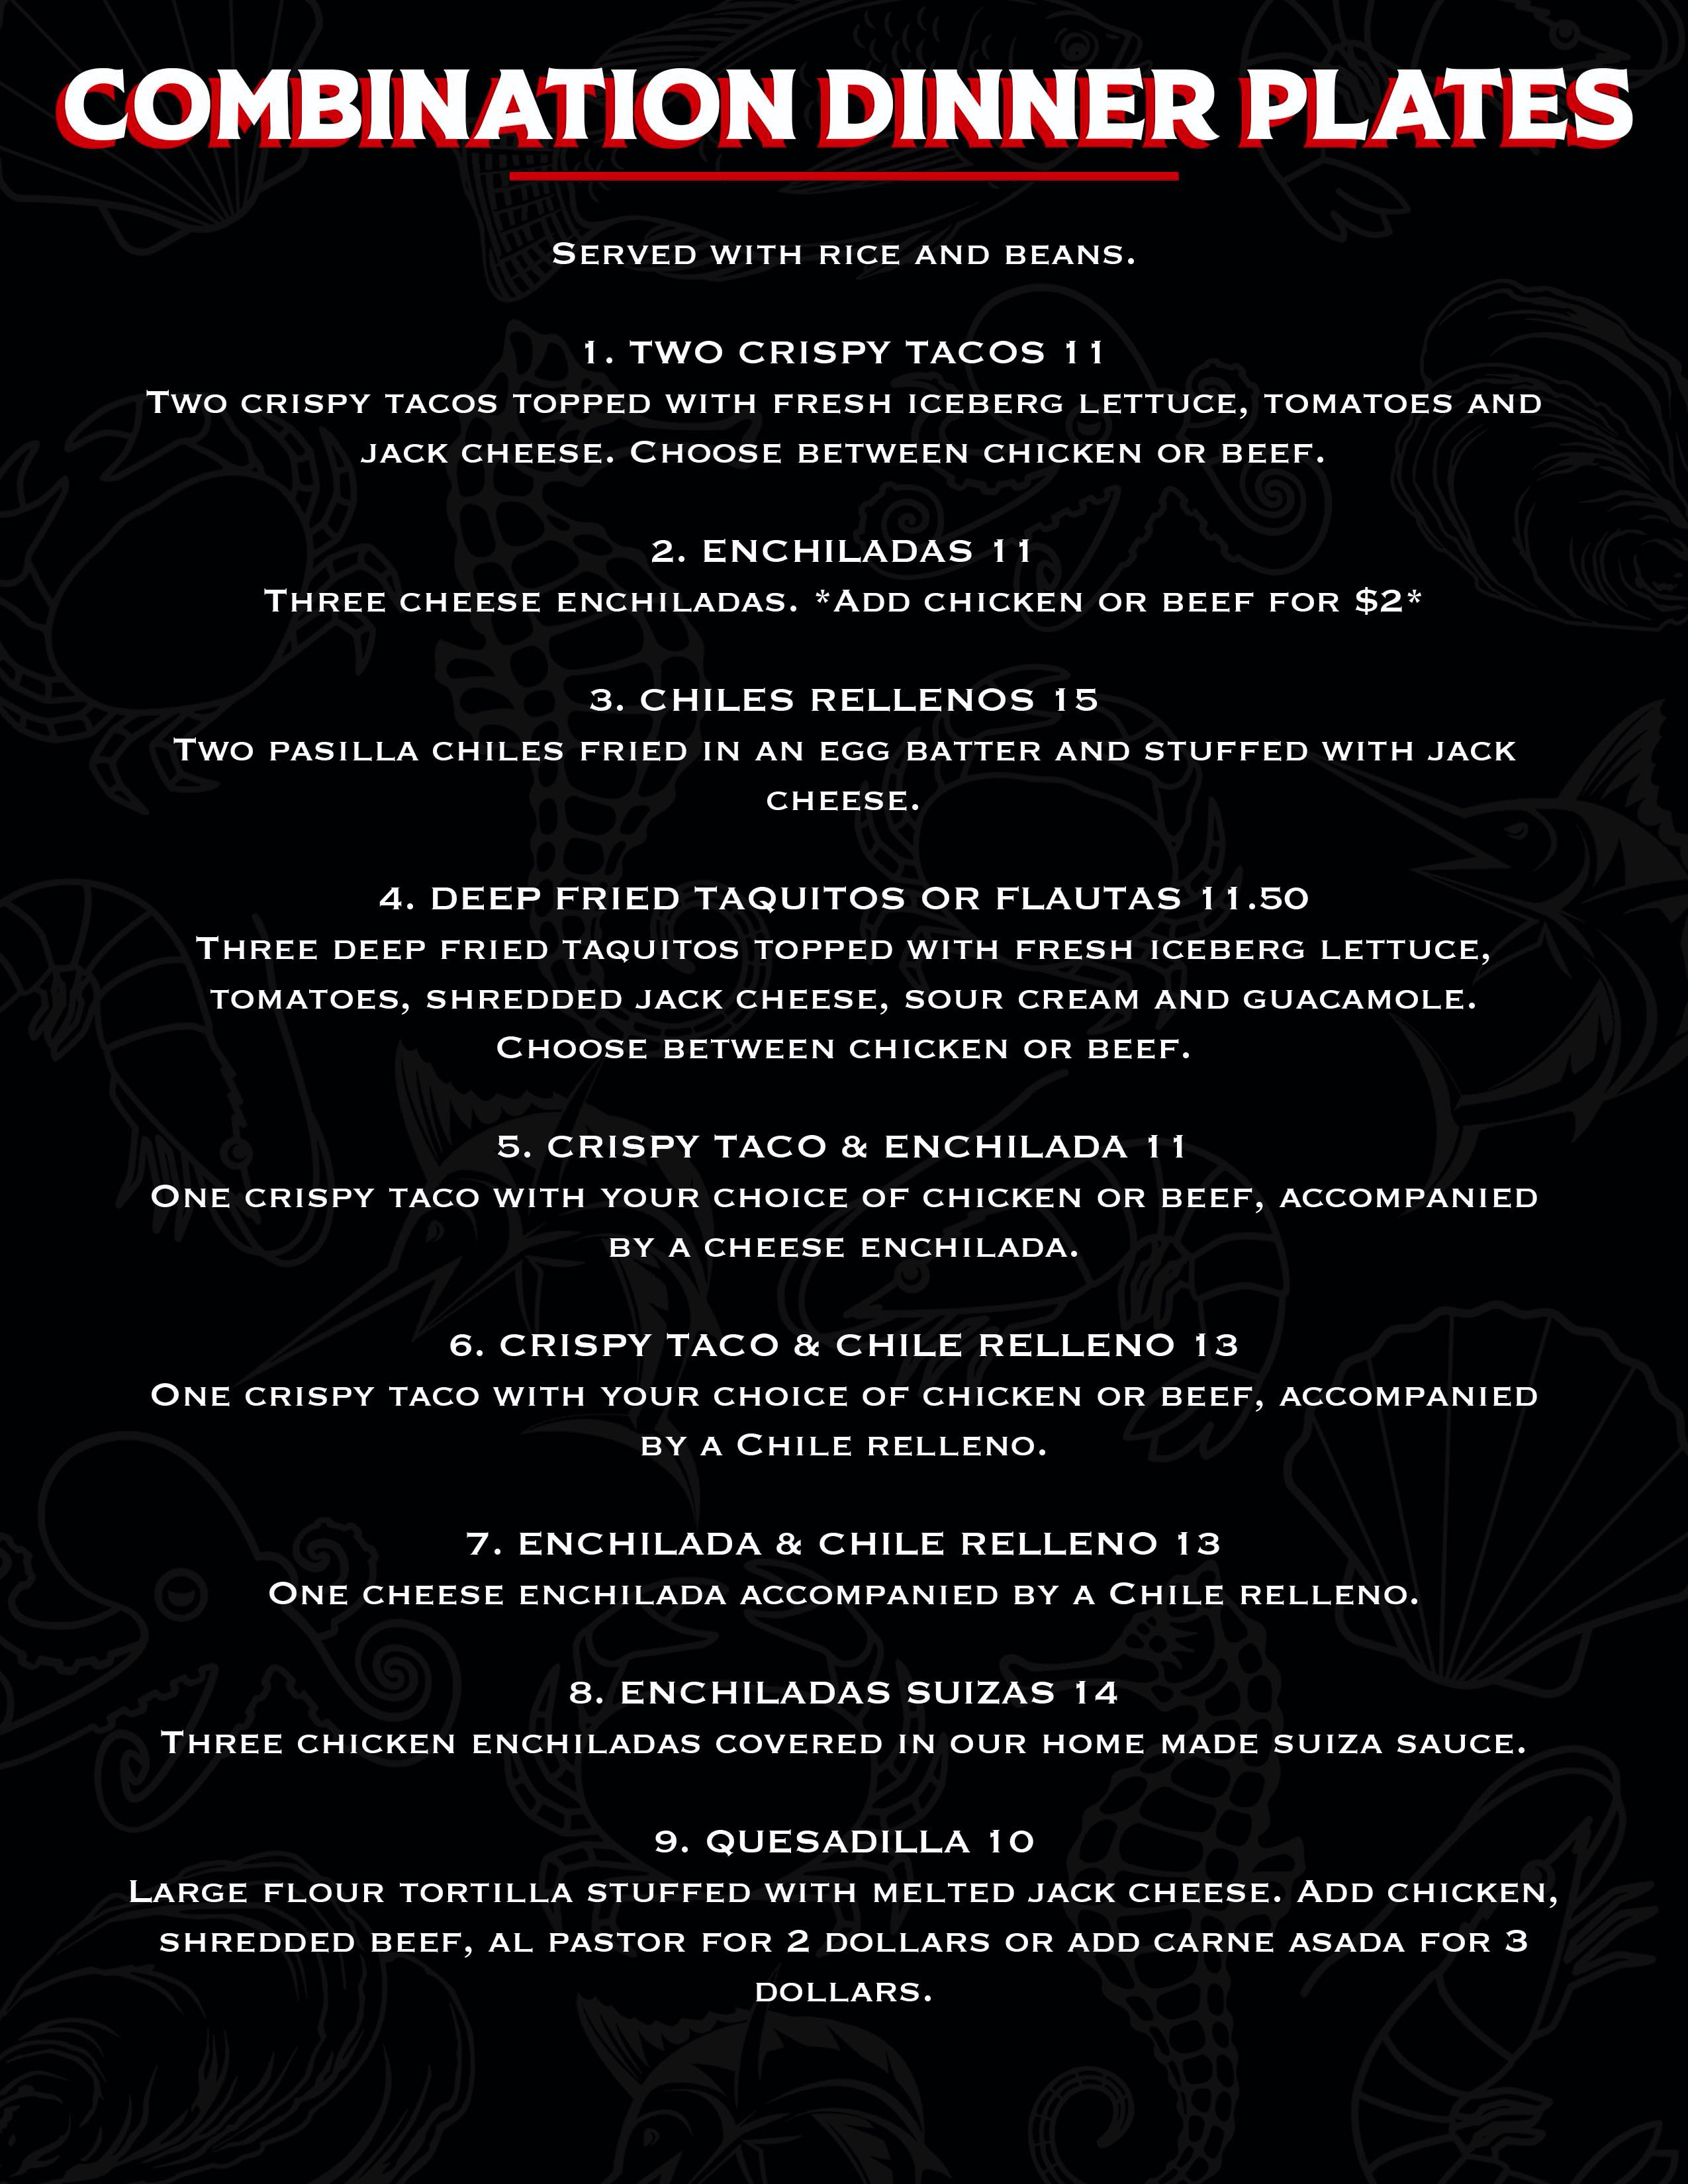 COMBINATION DINNER PLATES
Served with rice and beans.
1. TWO CRISPY TACOS 11
Two crispy tacos topped with fresh iceberg lettuce, tomatoes and
jack cheese. Choose between chicken or beef.
2. ENCHILADAS 11
Three cheese enchiladas. *Add chicken or beef for $2*
3. CHILES RELLENOS 15
Two pasilla chiles fried in an egg batter and stuffed with jack
cheese.
4. DEEP FRIED TAQUITOS OR FLAUTAS 11.50
Three deep fried taquitos topped with fresh iceberg lettuce,
tomatoes, shredded jack cheese, sour cream and guacamole.
Choose between chicken or beef.
5. CRISPY TACO & ENCHILADA 11
One crispy taco with your choice of chicken or beef, accompanied
by a cheese enchilada.
6. CRISPY TACO & CHILE RELLENO 13
One crispy taco with your choice of chicken or beef, accompanied
by a Chile relleno.
7. ENCHILADA & CHILE RELLENO 13
One cheese enchilada accompanied by a Chile relleno.
8. ENCHILADAS SUIZAS 14
Three chicken enchiladas covered in our home made suiza sauce.
9. QUESADILLA 10
Large flour tortilla stuffed with melted jack cheese. Add chicken,
shredded beef, al pastor for 2 dollars or add carne asada for 3
dollars.